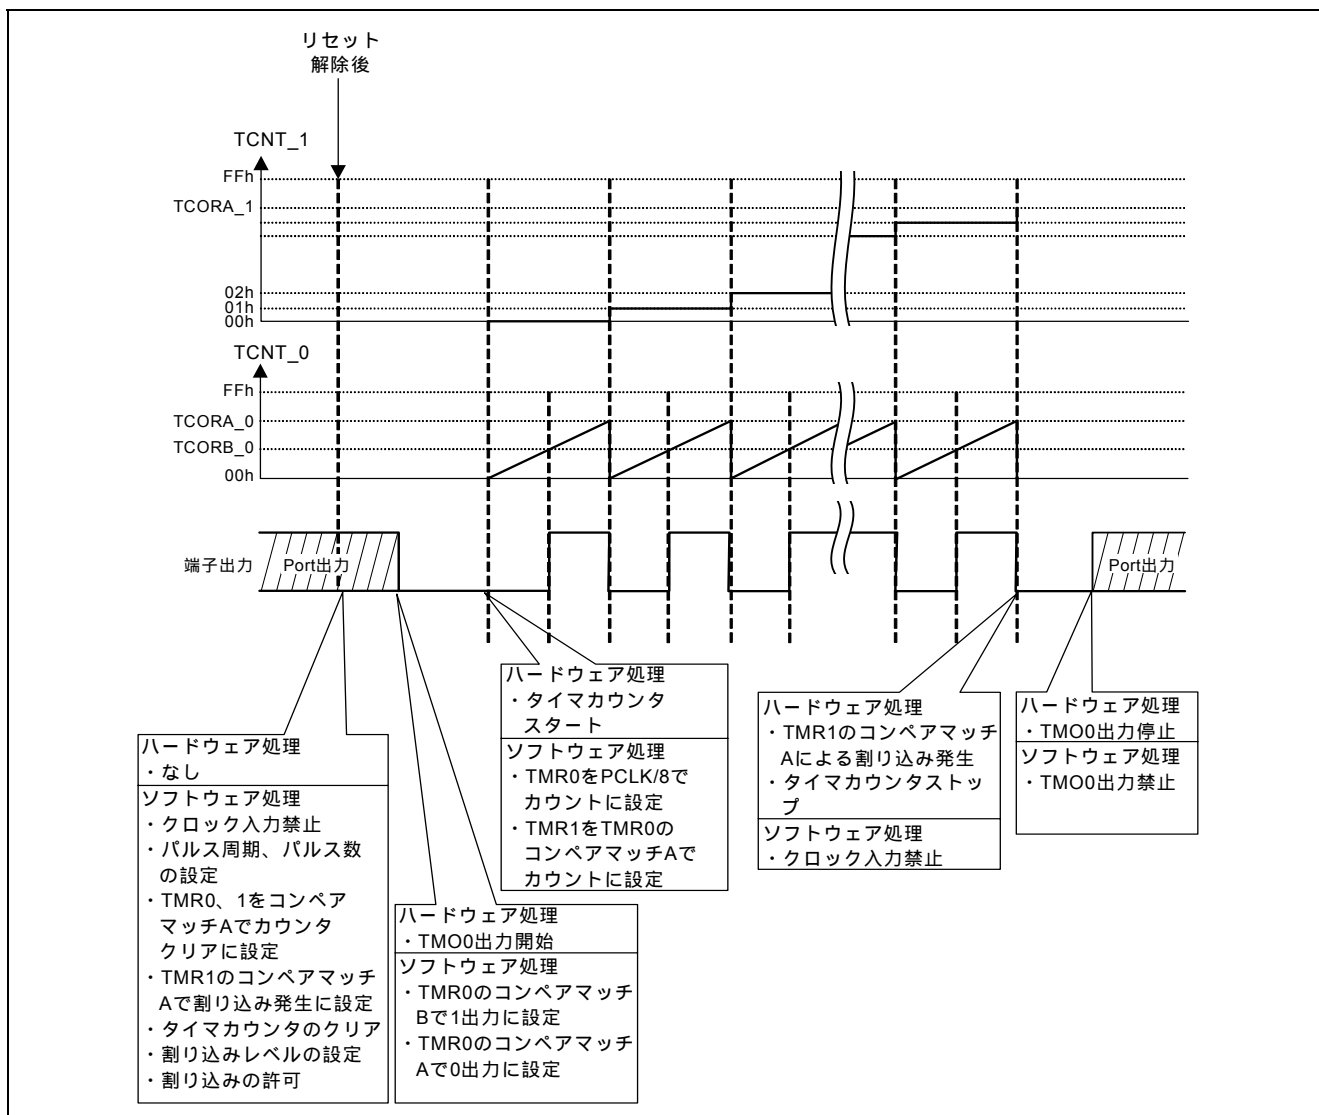 リセット
解除後
TCNT_1
FFh
TCORA_1
02h
01h
00h
TCNT_0
FFh
TCORA_0
TCORB_0
00h
端子出力
Port出力
Port出力
ハードウェア処理
・なし
ソフトウェア処理
・クロック入力禁止
・パルス周期、パルス数
の設定
・TMR0、1をコンペア
マッチAでカウンタ
クリアに設定
・TMR1のコンペアマッチ
Aで割り込み発生に設定
・タイマカウンタのクリア
・割り込みレベルの設定
・割り込みの許可
ハードウェア処理
・TMO0出力開始
ソフトウェア処理
・TMR0のコンペアマッチ
Bで1出力に設定
・TMR0のコンペアマッチ
Aで0出力に設定
ハードウェア処理
・タイマカウンタ
スタート
ソフトウェア処理
・TMR0をPCLK/8で
カウントに設定
・TMR1をTMR0の
コンペアマッチAで
カウントに設定
ハードウェア処理
・TMR1のコンペアマッチ
Aによる割り込み発生
・タイマカウンタストッ
プ
ソフトウェア処理
・クロック入力禁止
ハードウェア処理
・TMO0出力停止
ソフトウェア処理
・TMO0出力禁止